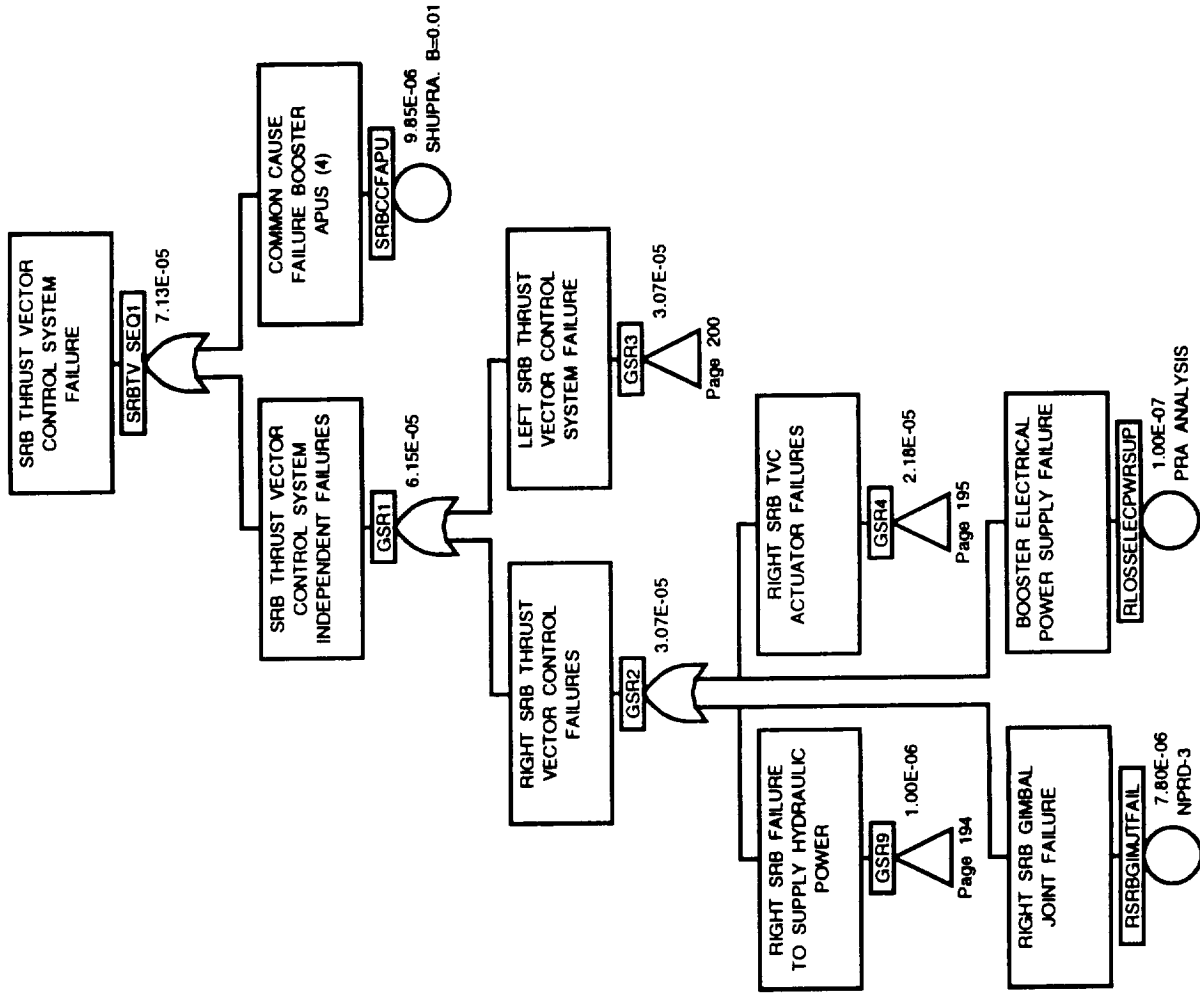 SRB THRUST VECTOR
CONTROL SYSTEM
FAILURE
SRBTV SEQ1
7.13E-05
SRB THRUST VECTOR
CONTROL SYSTEM
INDEPENDENT FAILURES
GSR1
6.15E-05
COMMON CAUSE
FAILURE BOOSTER
APUS (4)
SRBCCFAPU
9.85E-06
SHUPRA. B=0.01
RIGHT SRB THRUST
VECTOR CONTROL
FAILURES
GSR2
3.07E-05
LEFT SRB THRUST
VECTOR CONTROL
SYSTEM FAILURE
GSR3
3.07E-05
Page 200
RIGHT SRB FAILURE
TO SUPPLY HYDRAULIC
POWER
GSR9
1.00E-06
Page 194
RIGHT SRB TVC
ACTUATOR FAILURES
GSR4
2.18E-05
Page 195
RIGHT SRB GIMBAL
JOINT FAILURE
RSRBGIMJTFAIL
7.80E-06
NPRD-3
BOOSTER ELECTRICAL
POWER SUPPLY FAILURE
RLOSSELECPWRSUP
1.00E-07
PRA ANALYSIS